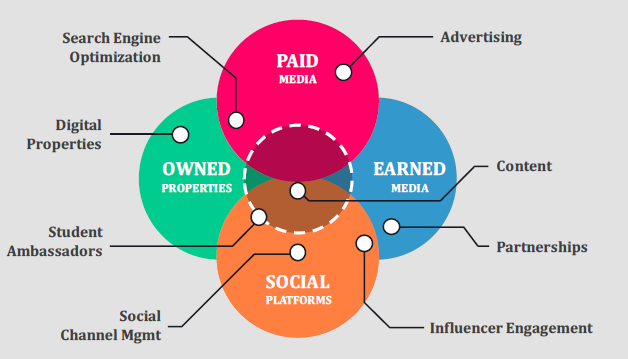 Search Engine
Optimization
Advertising
PAID
MEDIA
Digital
Properties
OWNED
PROPERTIES
EARNED
MEDIA
Content
Student
Ambassadors
Partnerships
SOCIAL
PLATFORMS
Social
Channel Mgmt
Influencer Engagement